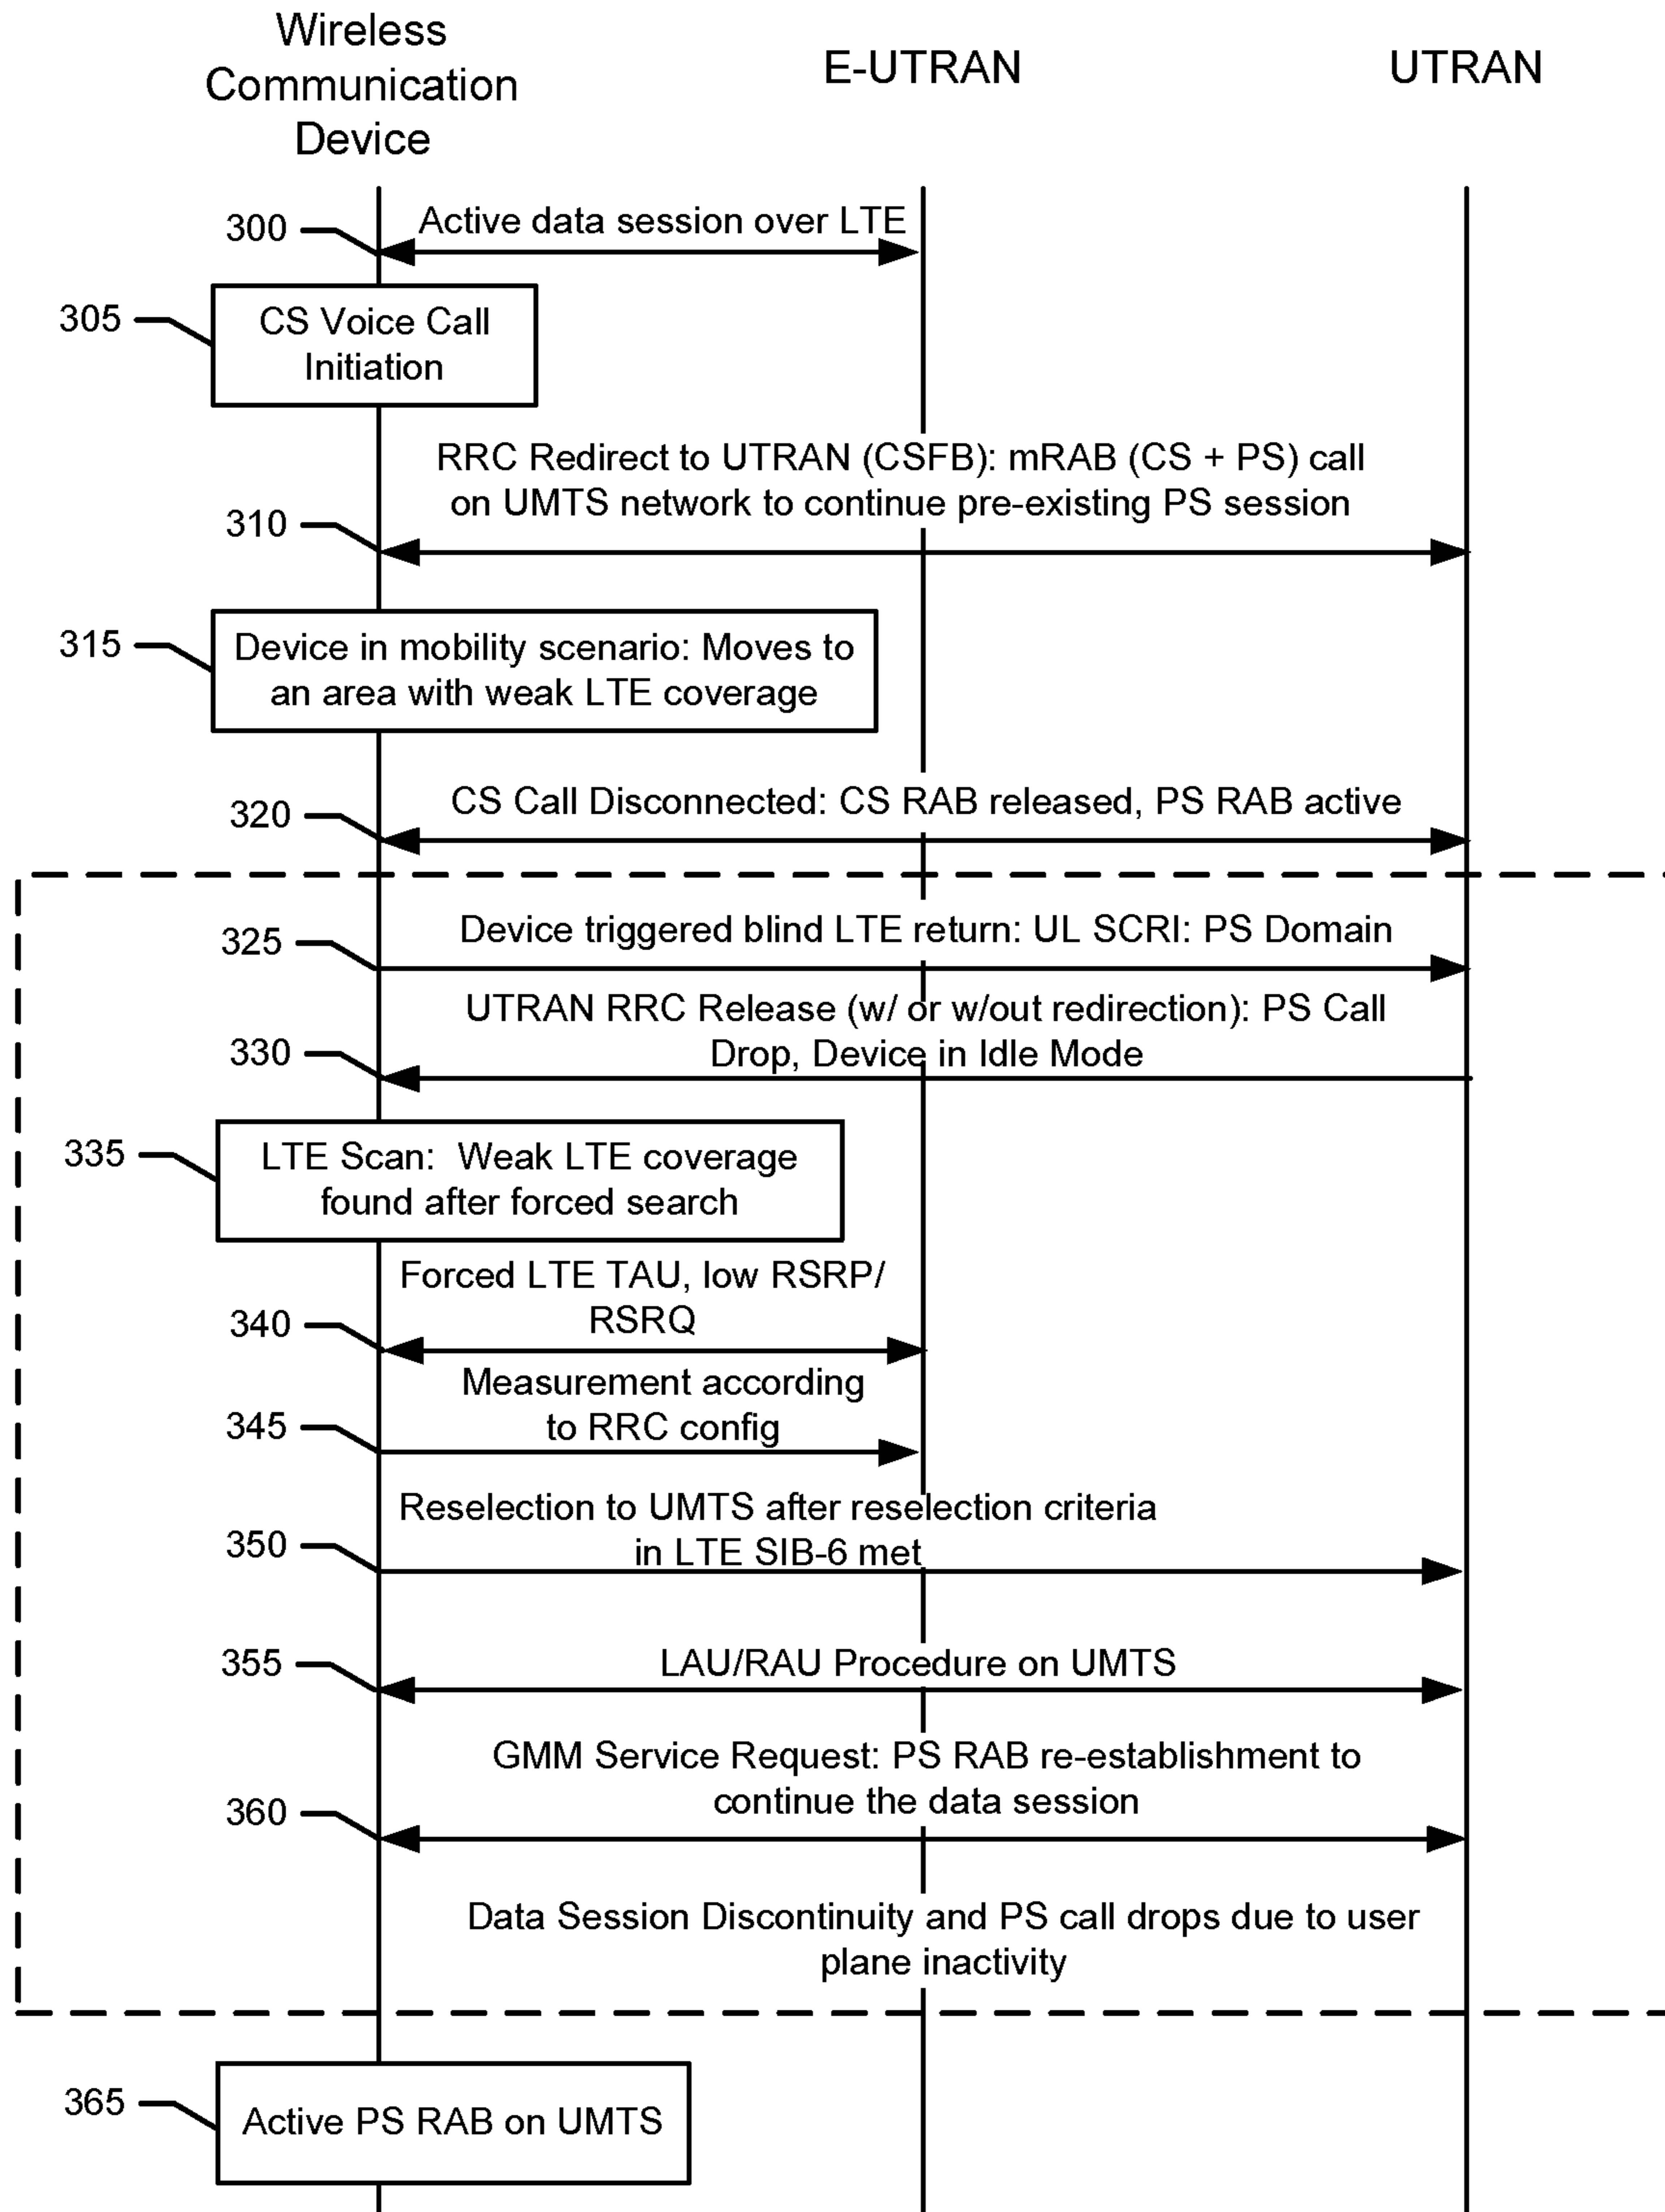 Wireless
Communication
Device
E-UTRAN
UTRAN
300
Active data session over LTE
305
CS Voice Call
Initiation
RRC Redirect to UTRAN (CSFB): mRAB (CS + PS) call
on UMTS network to continue pre-existing PS session
310
315
Device in mobility scenario: Moves to
an area with weak LTE coverage
320
CS Call Disconnected: CS RAB released, PS RAB active
325
Device triggered blind LTE return: UL SCRI: PS Domain
UTRAN RRC Release (w/ or w/out redirection): PS Call
Drop, Device in Idle Mode
330
335
LTE Scan: Weak LTE coverage
found after forced search
Forced LTE TAU, low RSRP/
RSRQ
340
Measurement according
to RRC config
345
Reselection to UMTS after reselection criteria
in LTE SIB-6 met
350
355
LAU/RAU Procedure on UMTS
GMM Service Request: PS RAB re-establishment to
continue the data session
360
Data Session Discontinuity and PS call drops due to user
plane inactivity
365
Active PS RAB on UMTS